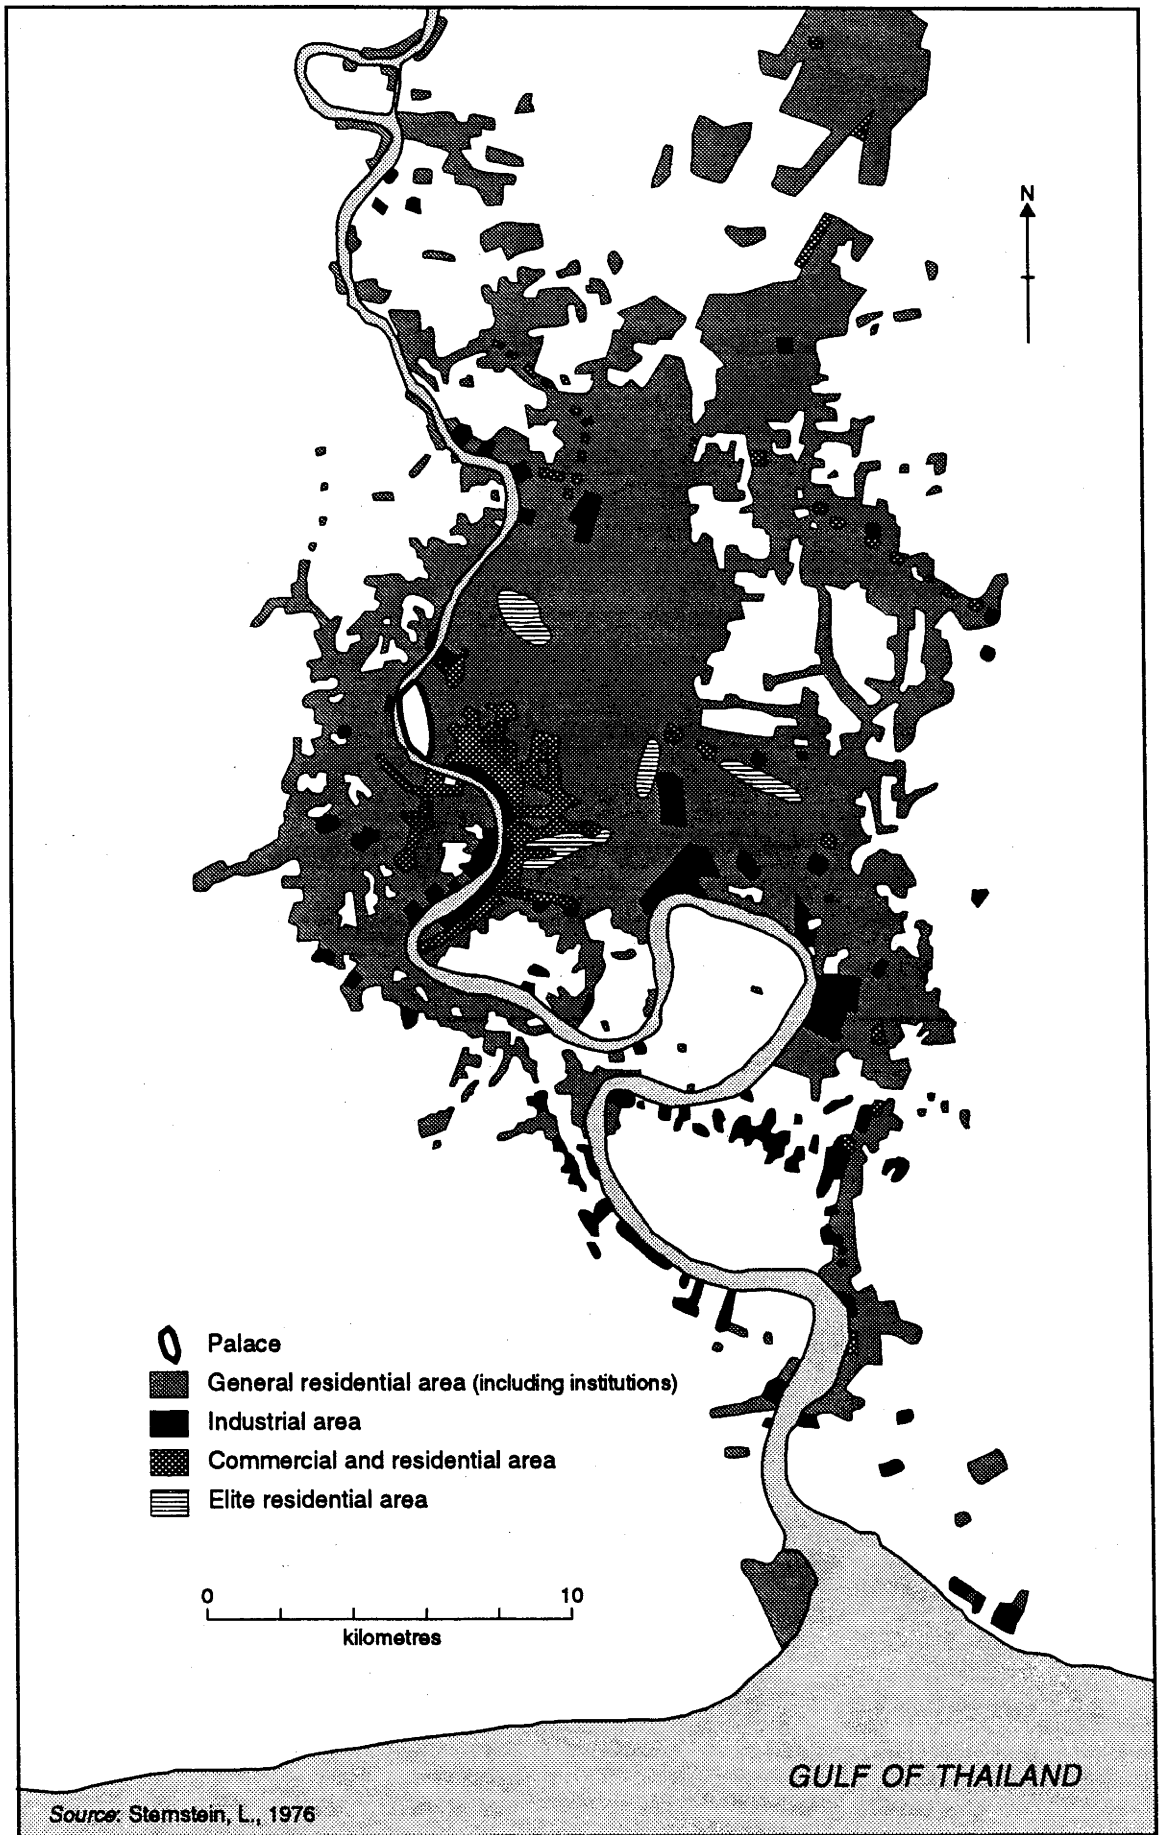 N
Palace
General residential area (including institutions)
Industrial area
Commercial and residential area
Elite residential area
0 10
kilometres
GULF OF THAILAND
Source: Sternstein, L., 1976